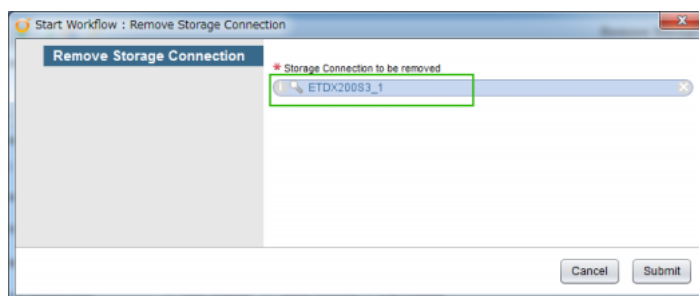 Start Workflow : Remove Storage Connection
Remove Storage Connection
* Storage Connection to be removed
ETDX200S3_1
Cancel
Submit